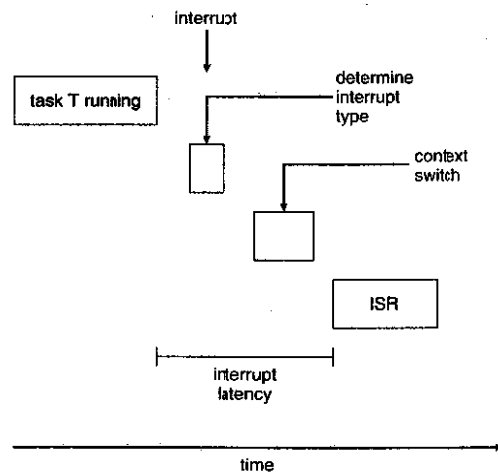 interrupt
task T running
determine
interrupt
type
context
switch
ISR
interrupt
latency
time